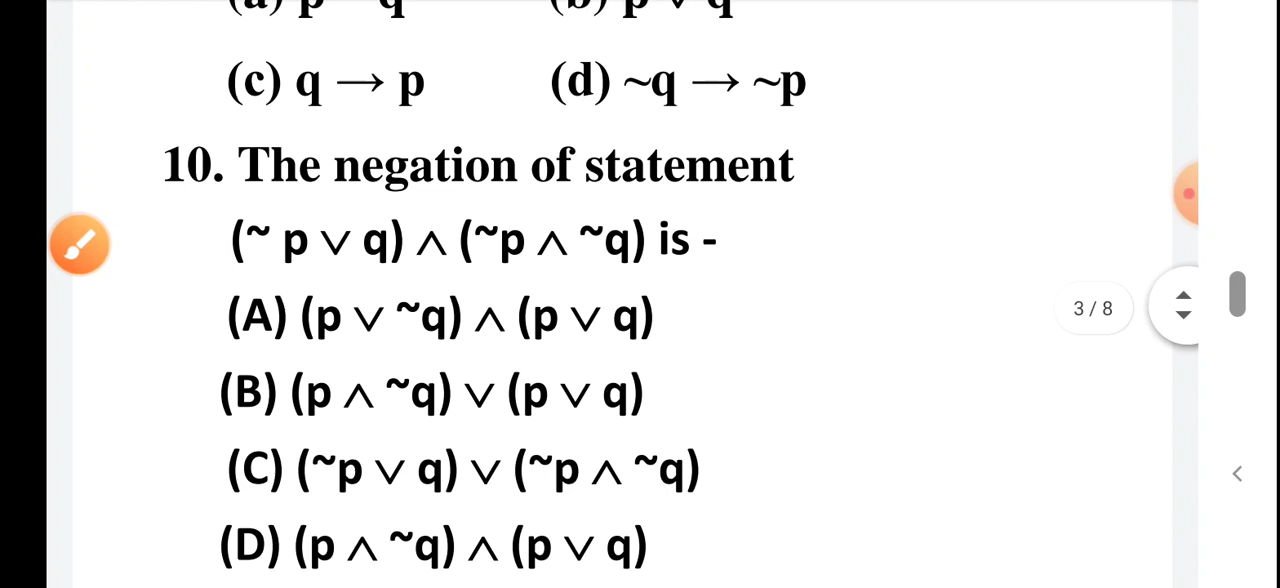 (a) p q (b) p ∨ q
(c) q → p (d) ~q → ~p
10. The negation of statement
(~ p ∨ q) ∧ (~p ∧ ~q) is -
(A) (p ∨ ~q) ∧ (p ∨ q)
3 / 8
(B) (p ∧ ~q) ∨ (p ∨ q)
(C) (~p ∨ q) ∨ (~p ∧ ~q)
(D) (p ∧ ~q) ∧ (p ∨ q)